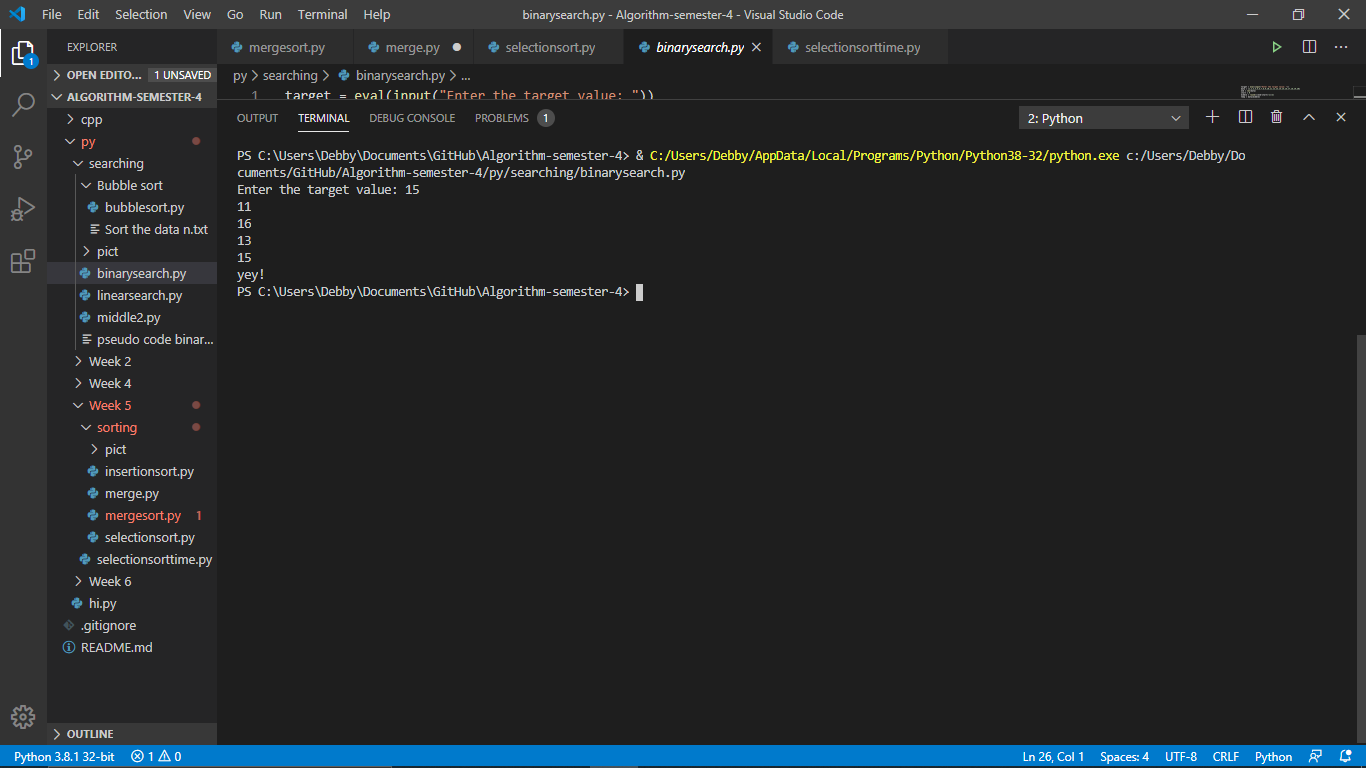 File Edit Selection View Go Run Terminal Help binarysearch.py - Algorithm-semester-4 - Visual Studio Code
EXPLORER
mergesort.py merge.py selectionsort.py binarysearch.py selectionsorttime.py
OPEN EDITO... 1 UNSAVED
ALGORITHM-SEMESTER-4
cpp
py
searching
Bubble sort
bubblesort.py
Sort the data n.txt
pict
binarysearch.py
linearsearch.py
middle2.py
pseudo code binar...
Week 2
Week 4
Week 5
sorting
pict
insertionsort.py
merge.py
mergesort.py 1
selectionsort.py
selectionsorttime.py
Week 6
hi.py
.gitignore
README.md
OUTLINE
1
py > searching > binarysearch.py > ...
1 target = eval(input("Enter the target value: "))
OUTPUT TERMINAL DEBUG CONSOLE PROBLEMS 1 2: Python
PS C:\Users\Debby\Documents\GitHub\Algorithm-semester-4> & C:/Users/Debby/AppData/Local/Programs/Python/Python38-32/python.exe c:/Users/Debby/Do
cuments/GitHub/Algorithm-semester-4/py/searching/binarysearch.py
Enter the target value: 15
11
16
13
15
yey!
PS C:\Users\Debby\Documents\GitHub\Algorithm-semester-4>
Python 3.8.1 32-bit 1 0 Ln 26, Col 1 Spaces: 4 UTF-8 CRLF Python